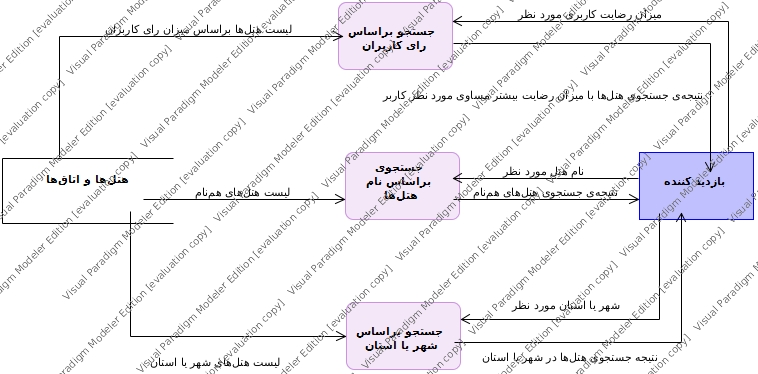 میزان رضایت کاربری مورد نظر
جستجو براساس
رای کاربران
لیست هتل‌ها براساس میزان رای کاربران
نتیجه‌ی جستجوی هتل‌ها با میزان رضایت بیشتر مساوی مورد نظر کاربر
جستجوی
براساس نام
هتل‌ها
نام هتل مورد نظر
بازدید کننده
هتل‌ها و اتاق‌ها
لیست هتل‌های هم‌نام
نتیجه‌ی جستجوی هتل‌های هم‌نام
شهر یا استان مورد نظر
جستجو براساس
شهر یا استان
نتیجه جستجوی هتل‌ها در شهر یا استان
لیست هتل‌های شهر یا استان
Visual Paradigm Modeler Edition [evaluation copy]